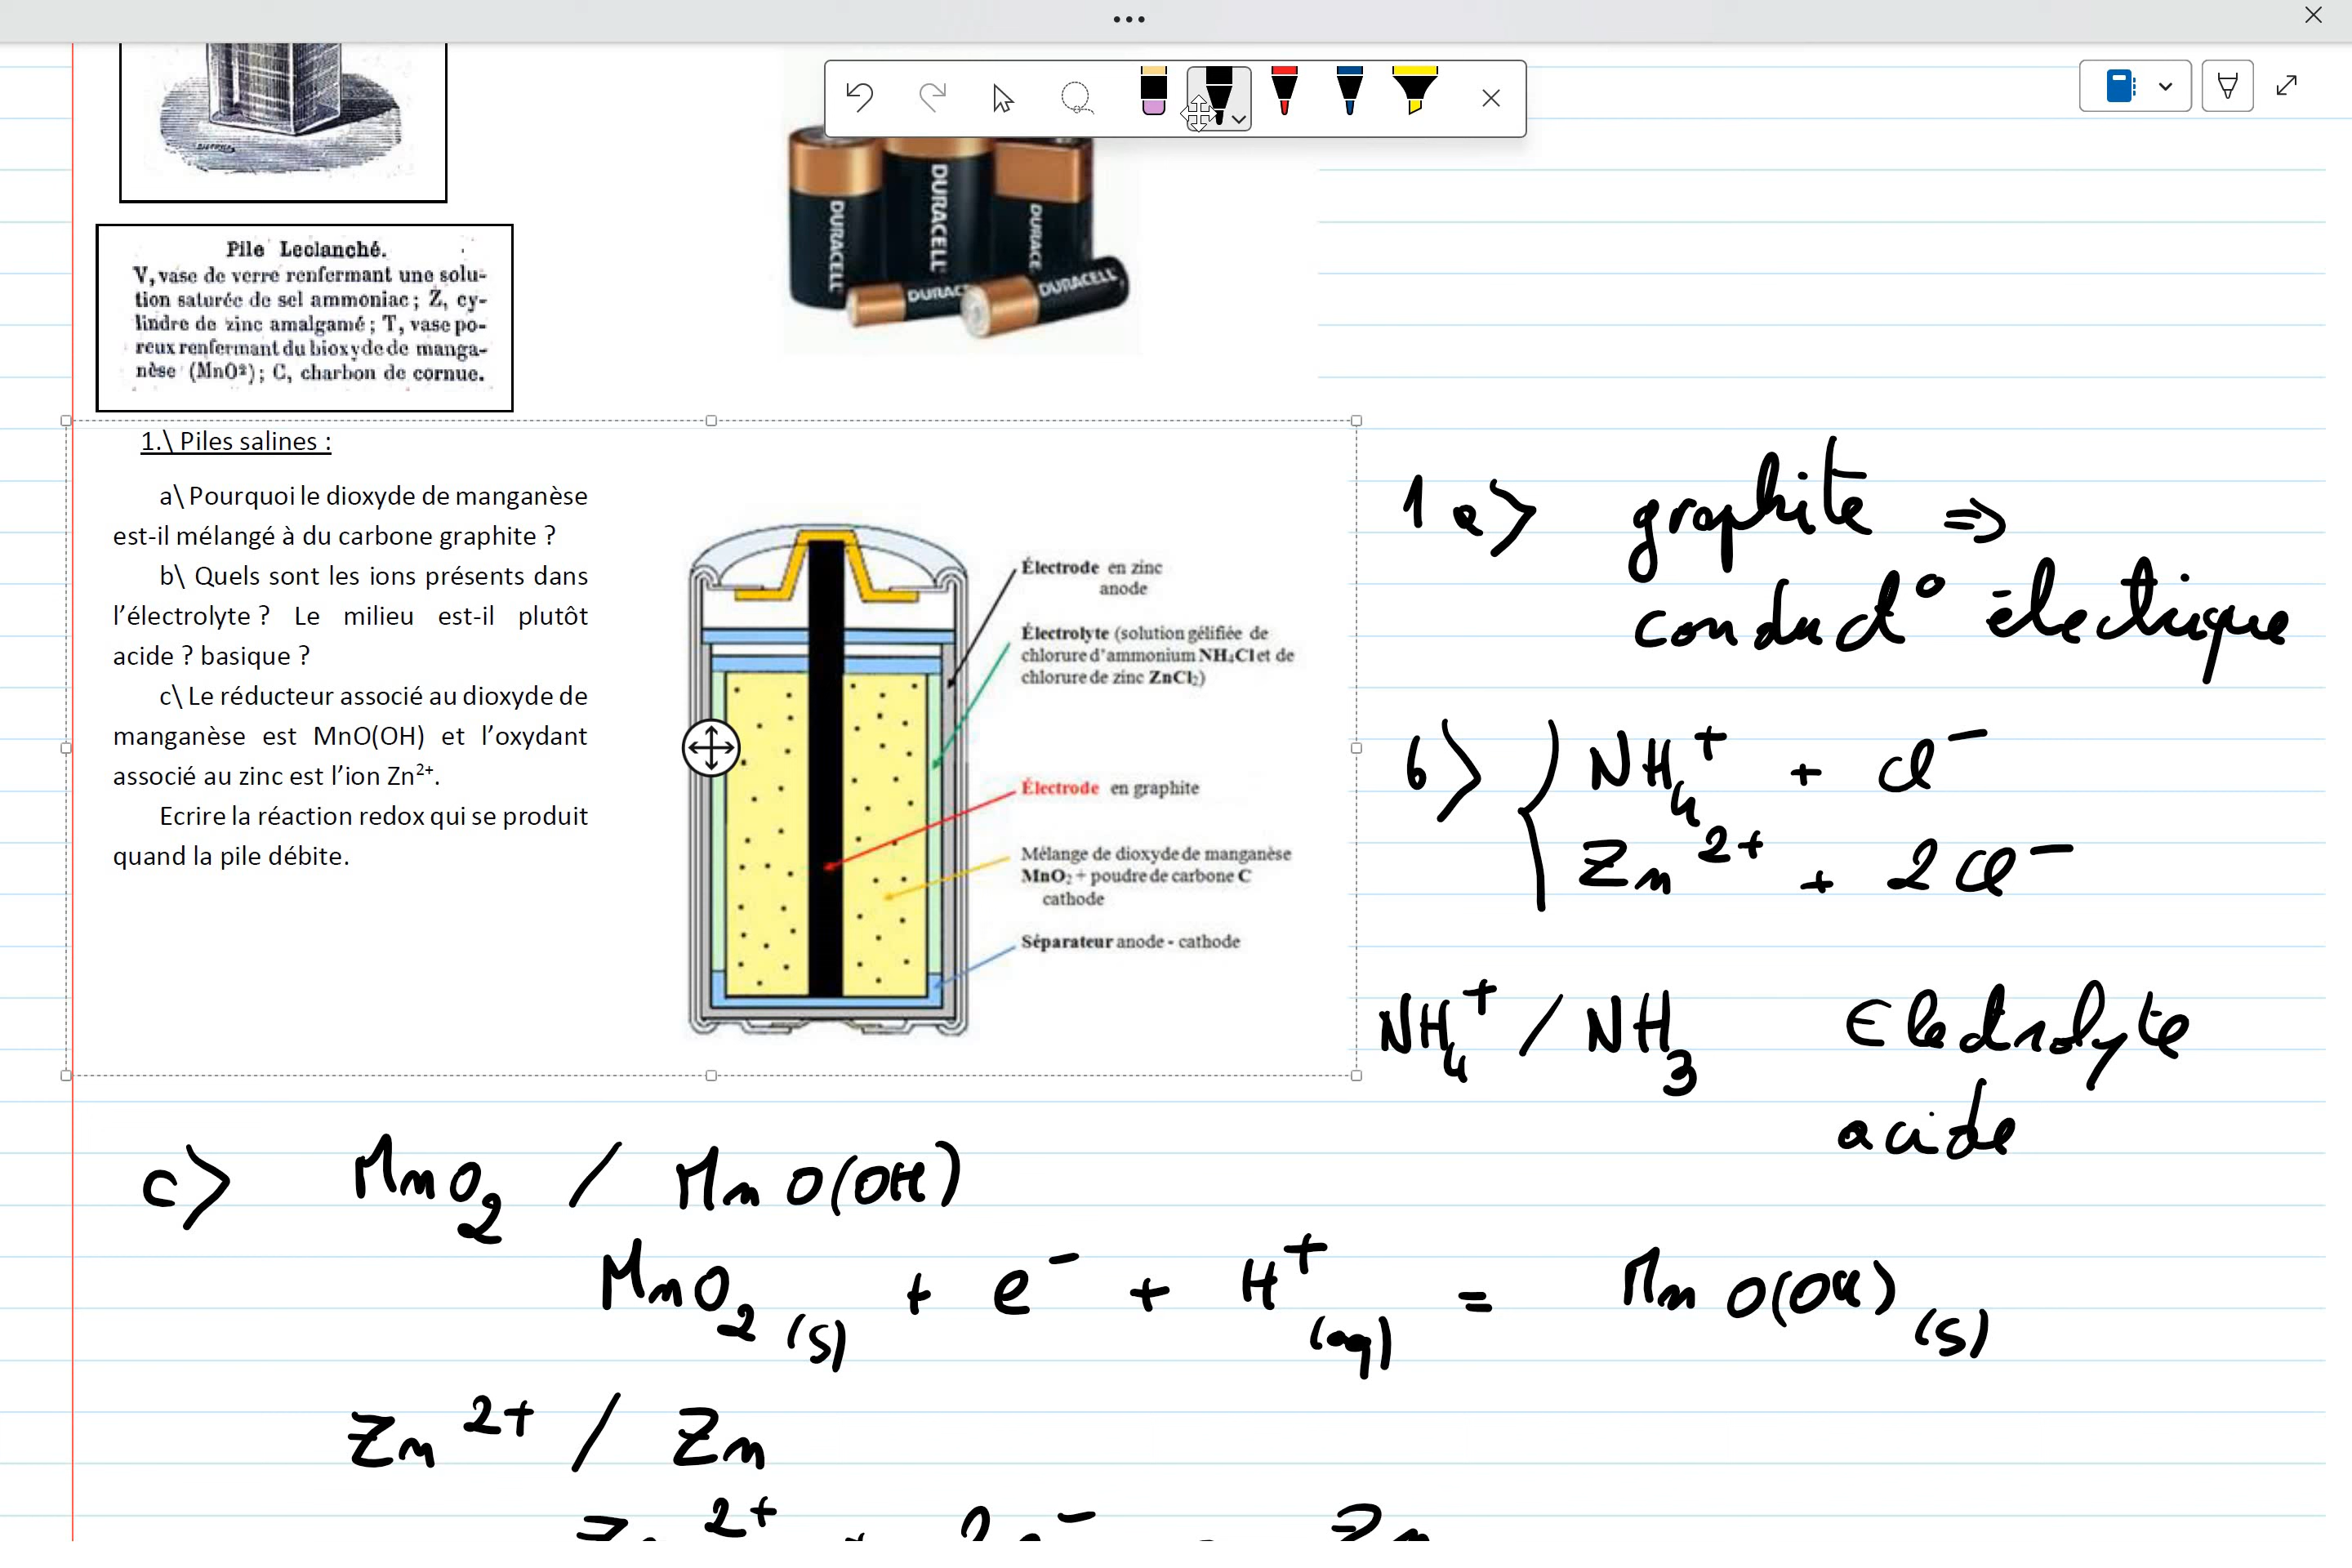 Pile Leclanché.
V, vase de verre renfermant une solu-
tion saturée de sel ammoniac ; Z, cy-
lindre de zinc amalgamé ; T, vase po-
reux renfermant du bioxyde de manga-
nèse (MnO²) ; C, charbon de cornue.
DURACELL
DURACELL
DURACE
DURAC
DURACELL
1.\ Piles salines :
a\ Pourquoi le dioxyde de manganèse
est-il mélangé à du carbone graphite ?
b\ Quels sont les ions présents dans
l'électrolyte ? Le milieu est-il plutôt
acide ? basique ?
c\ Le réducteur associé au dioxyde de
manganèse est MnO(OH) et l'oxydant
associé au zinc est l'ion Zn²⁺.
Ecrire la réaction redox qui se produit
quand la pile débite.
Électrode en zinc
anode
Électrolyte (solution gélifiée de
chlorure d'ammonium NH₄Cl et de
chlorure de zinc ZnCl₂)
Électrode en graphite
Mélange de dioxyde de manganèse
MnO₂ + poudre de carbone C
cathode
Séparateur anode - cathode
1 a> graphite ⇒
conduct° électrique
b> { NH₄⁺ + Cl⁻
Zn²⁺ + 2Cl⁻
NH₄⁺ / NH₃ Electrolyte
acide
c> MnO₂ / MnO(OH)
MnO₂ (s) + e⁻ + H⁺ (aq) = MnO(OH) (s)
Zn²⁺ / Zn